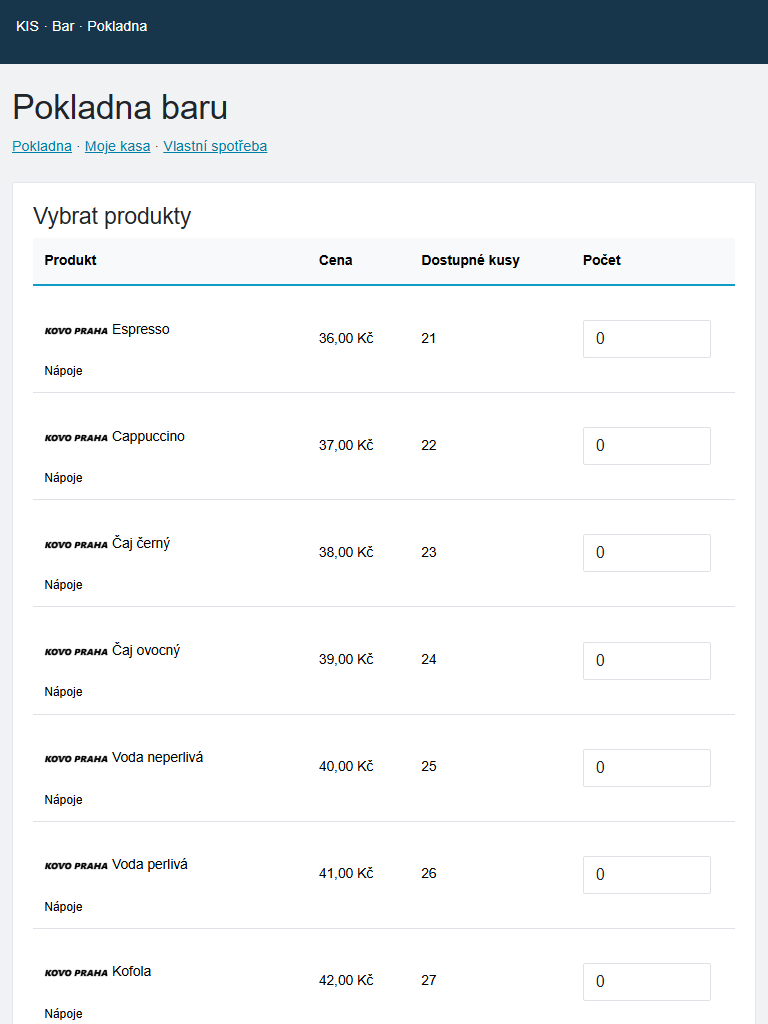 KIS · Bar · Pokladna
Pokladna baru
Pokladna · Moje kasa · Vlastní spotřeba
Vybrat produkty
Produkt Cena Dostupné kusy Počet
KOVO PRAHA Espresso
Nápoje
36,00 Kč 21 0
KOVO PRAHA Cappuccino
Nápoje
37,00 Kč 22 0
KOVO PRAHA Čaj černý
Nápoje
38,00 Kč 23 0
KOVO PRAHA Čaj ovocný
Nápoje
39,00 Kč 24 0
KOVO PRAHA Voda neperlivá
Nápoje
40,00 Kč 25 0
KOVO PRAHA Voda perlivá
Nápoje
41,00 Kč 26 0
KOVO PRAHA Kofola
Nápoje
42,00 Kč 27 0